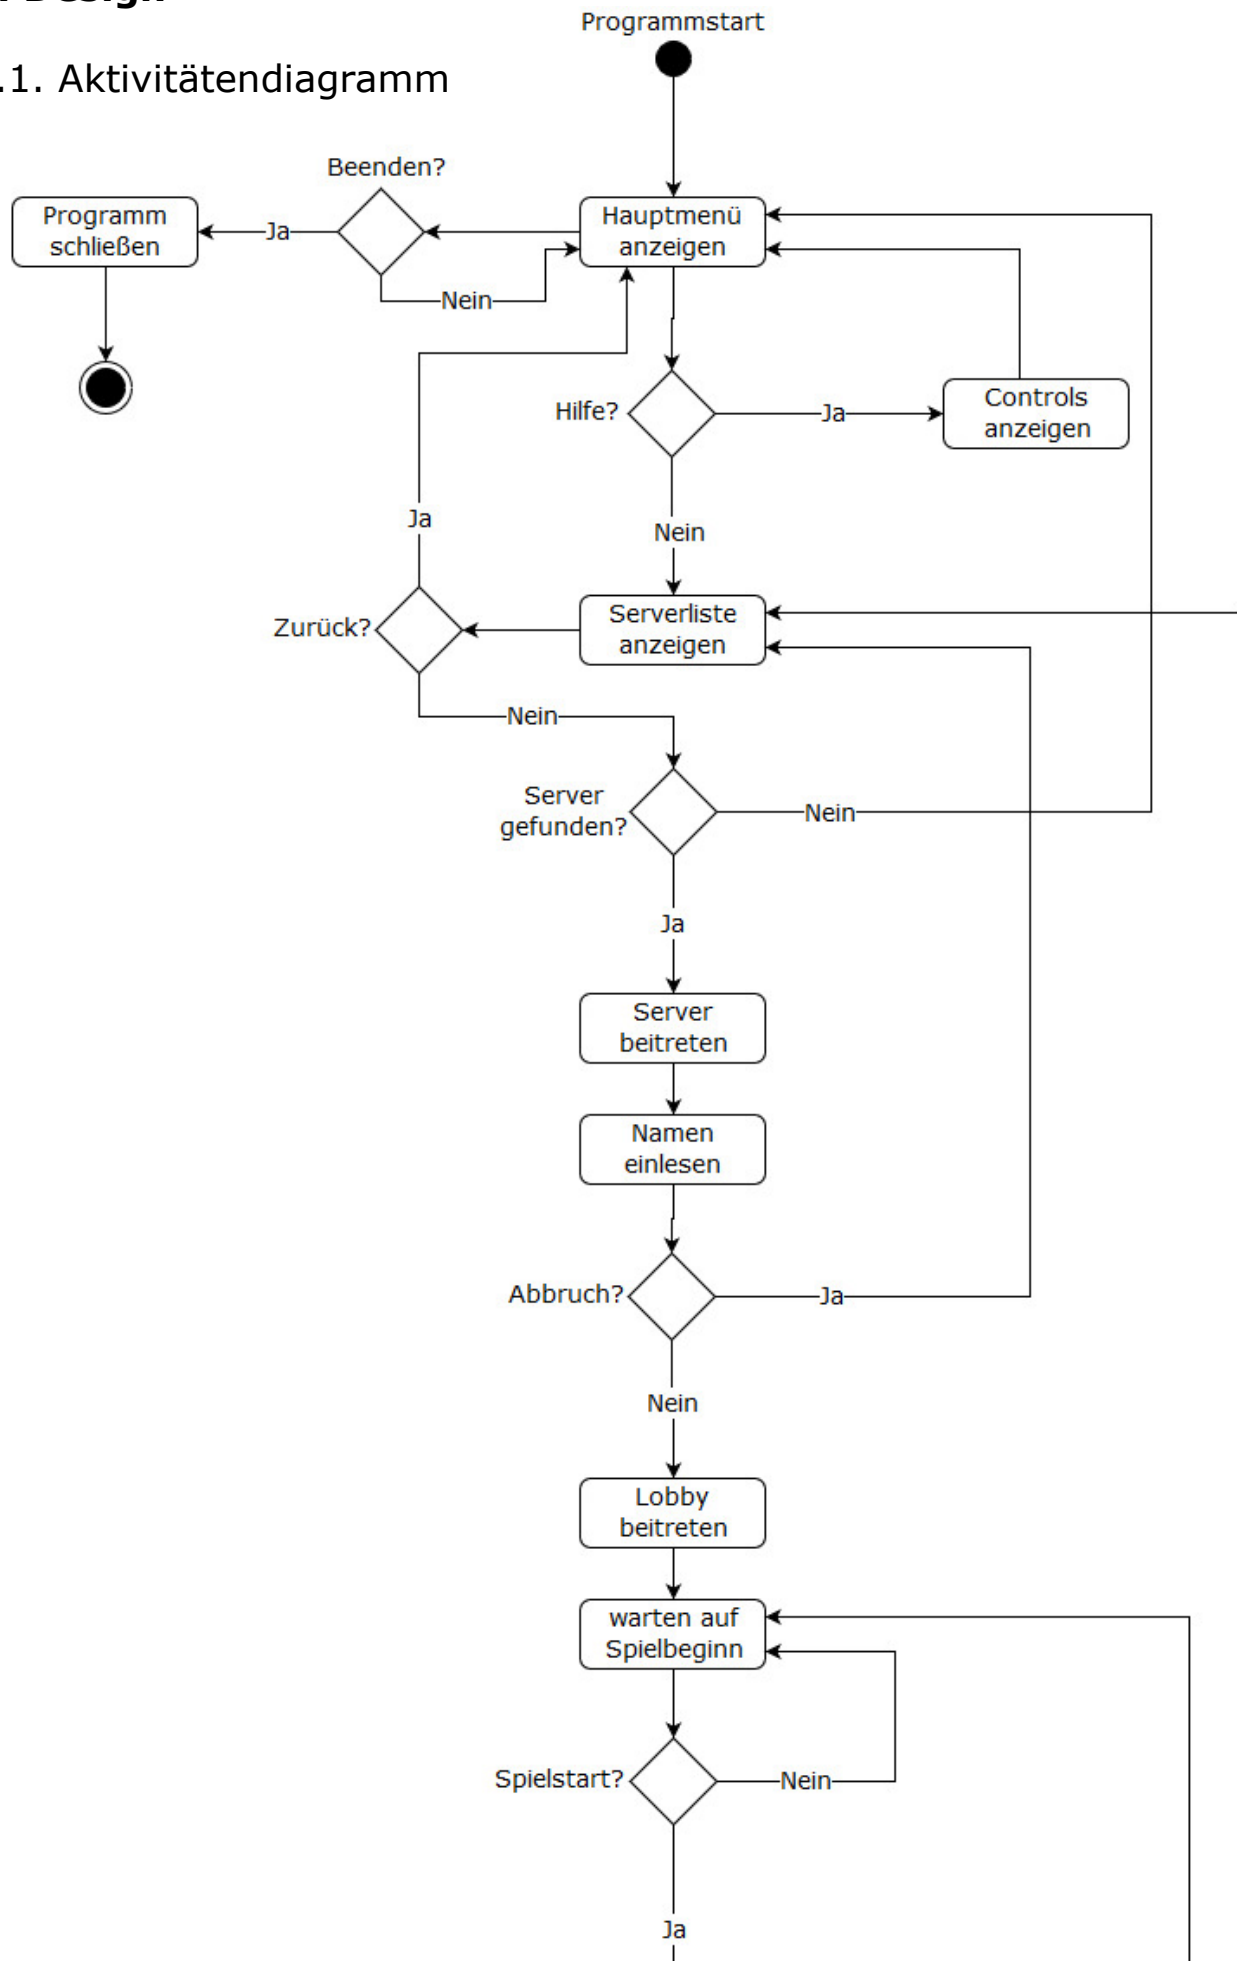 Design
.1. Aktivitätendiagramm
Programmstart
Beenden?
Programm
schließen
Ja
Hauptmenü
anzeigen
Nein
Hilfe?
Ja
Controls
anzeigen
Ja
Nein
Zurück?
Serverliste
anzeigen
Nein
Server
gefunden?
Nein
Ja
Server
beitreten
Namen
einlesen
Abbruch?
Ja
Nein
Lobby
beitreten
warten auf
Spielbeginn
Spielstart?
Nein
Ja